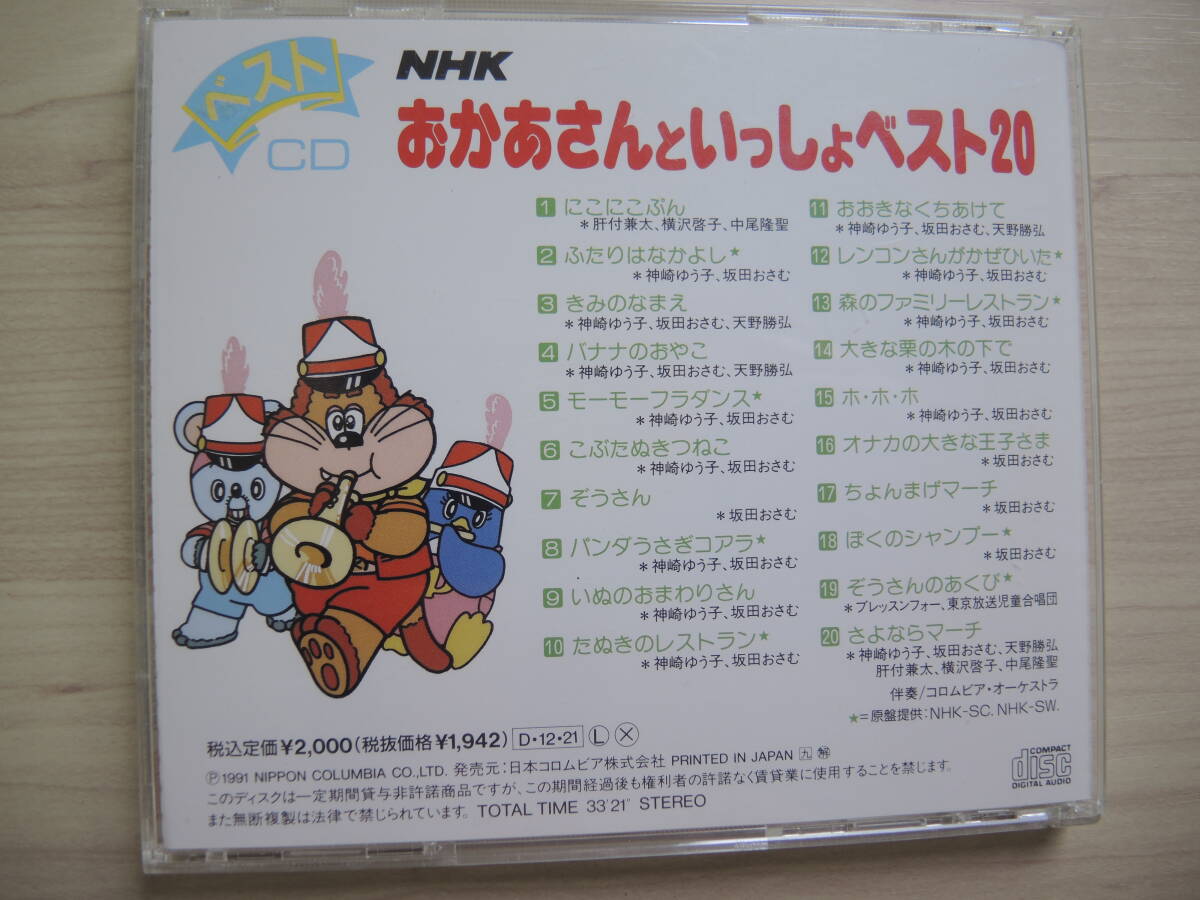 ベスト
CD
NHK
おかあさんといっしょベスト20
1 にこにこぷん
＊肝付兼太、横沢啓子、中尾隆聖
2 ふたりはなかよし★
＊神崎ゆう子、坂田おさむ
3 きみのなまえ
＊神崎ゆう子、坂田おさむ、天野勝弘
4 バナナのおやこ
＊神崎ゆう子、坂田おさむ、天野勝弘
5 モーモーフラダンス★
＊神崎ゆう子、坂田おさむ
6 こぶたぬきつねこ
＊神崎ゆう子、坂田おさむ
7 ぞうさん
＊坂田おさむ
8 パンダうさぎコアラ★
＊神崎ゆう子、坂田おさむ
9 いぬのおまわりさん
＊神崎ゆう子、坂田おさむ
10 たぬきのレストラン★
＊神崎ゆう子、坂田おさむ
11 おおきなくちあけて
＊神崎ゆう子、坂田おさむ、天野勝弘
12 レンコンさんがかぜひいた★
＊神崎ゆう子、坂田おさむ
13 森のファミリーレストラン★
＊神崎ゆう子、坂田おさむ
14 大きな栗の木の下で
＊神崎ゆう子、坂田おさむ
15 ホ・ホ・ホ
＊神崎ゆう子、坂田おさむ
16 オナカの大きな王子さま
＊坂田おさむ
17 ちょんまげマーチ
＊坂田おさむ
18 ぼくのシャンプー★
＊坂田おさむ
19 ぞうさんのあくび★
＊ブレッスンフォー、東京放送児童合唱団
20 さよならマーチ
＊神崎ゆう子、坂田おさむ、天野勝弘
肝付兼太、横沢啓子、中尾隆聖
伴奏/コロムビア・オーケストラ
★=原盤提供:NHK-SC. NHK-SW.
税込定価¥2,000(税抜価格¥1,942) D・12・21 Ⓛ Ⓧ
Ⓟ1991 NIPPON COLUMBIA CO.,LTD. 発売元:日本コロムビア株式会社 PRINTED IN JAPAN 九 ㊙
このディスクは一定期間貸与非許諾商品ですが、この期間経過後も権利者の許諾なく賃貸業に使用することを禁じます。
また無断複製は法律で禁じられています。TOTAL TIME 33'21" STEREO
COMPACT
disc
DIGITAL AUDIO